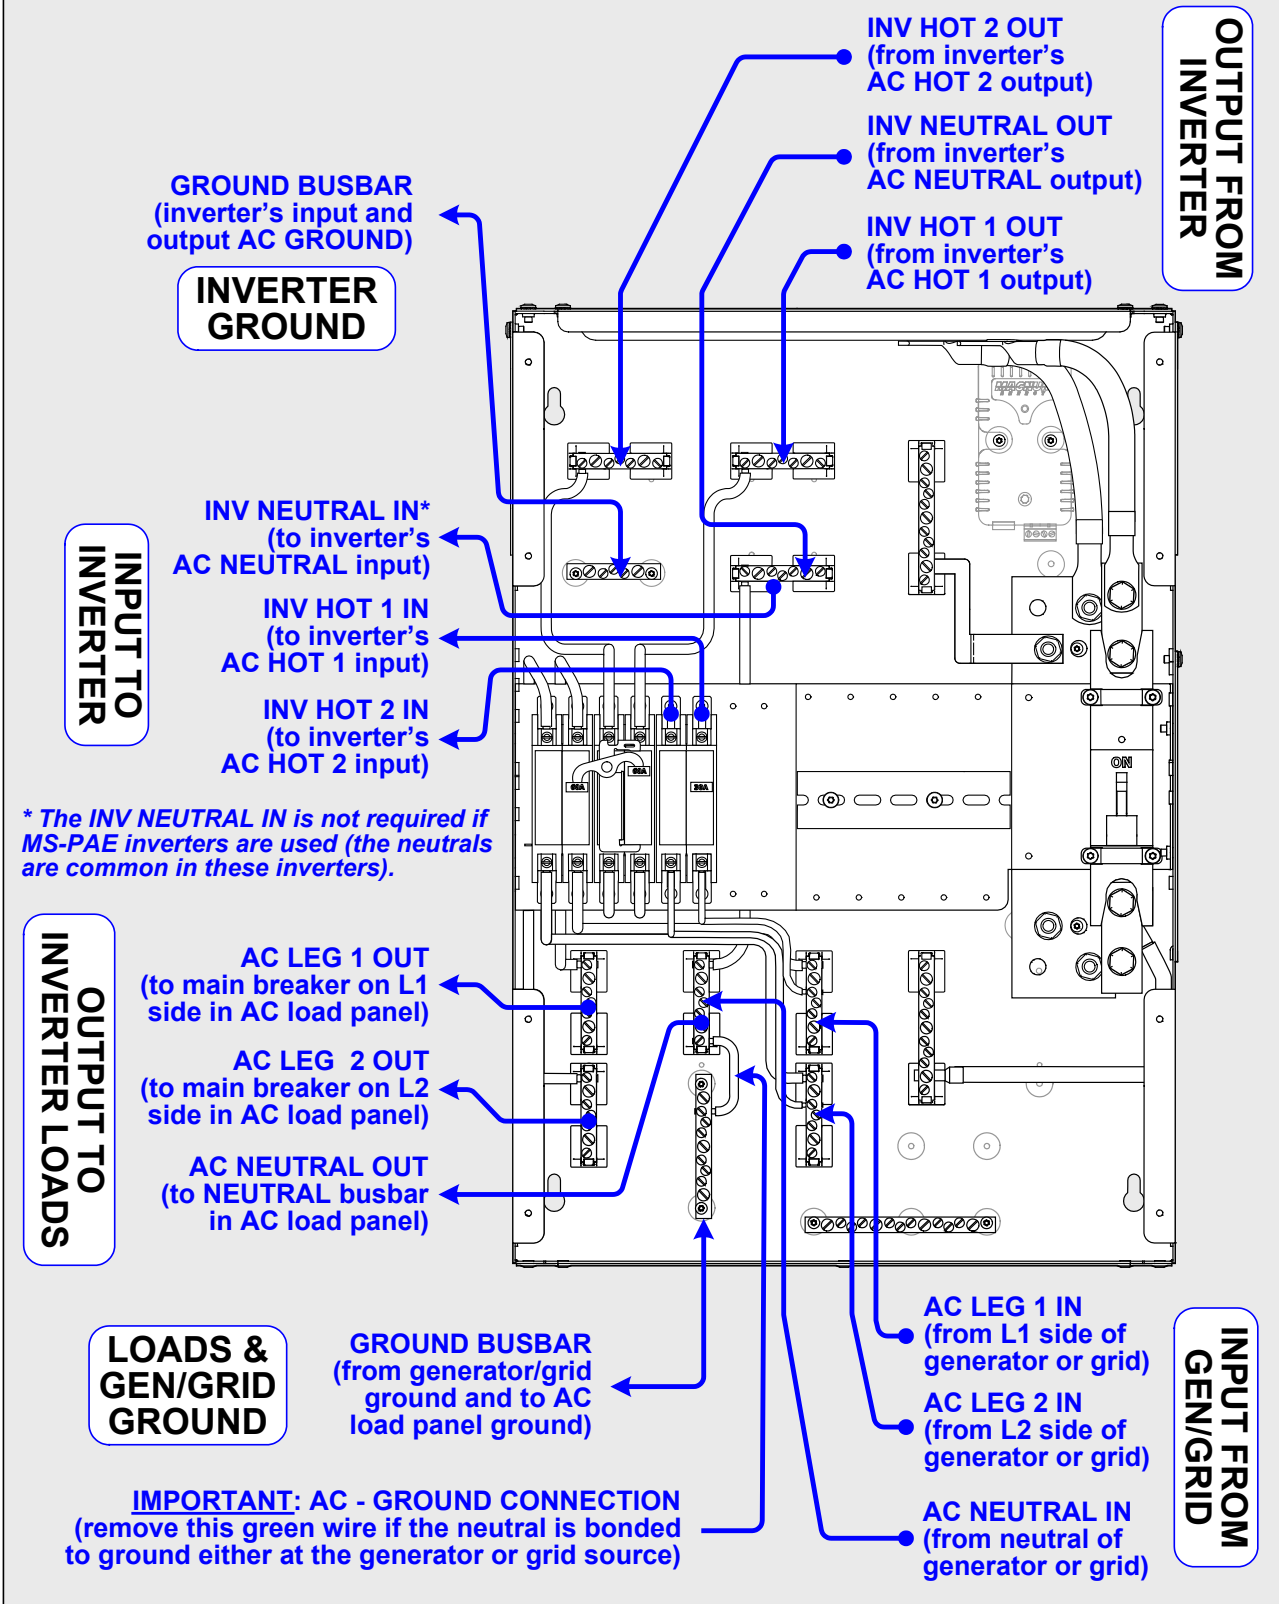 INV HOT 2 OUT
(from inverter's
AC HOT 2 output)
INV NEUTRAL OUT
(from inverter's
AC NEUTRAL output)
INV HOT 1 OUT
(from inverter's
AC HOT 1 output)
OUTPUT FROM
INVERTER
GROUND BUSBAR
(inverter's input and
output AC GROUND)
INVERTER
GROUND
MAGNUM
INV NEUTRAL IN*
(to inverter's
AC NEUTRAL input)
INV HOT 1 IN
(to inverter's
AC HOT 1 input)
INV HOT 2 IN
(to inverter's
AC HOT 2 input)
INPUT TO
INVERTER
ON
60A
60A
30A
* The INV NEUTRAL IN is not required if
MS-PAE inverters are used (the neutrals
are common in these inverters).
AC LEG 1 OUT
(to main breaker on L1
side in AC load panel)
AC LEG 2 OUT
(to main breaker on L2
side in AC load panel)
AC NEUTRAL OUT
(to NEUTRAL busbar
in AC load panel)
OUTPUT TO
INVERTER LOADS
LOADS &
GEN/GRID
GROUND
GROUND BUSBAR
(from generator/grid
ground and to AC
load panel ground)
IMPORTANT: AC - GROUND CONNECTION
(remove this green wire if the neutral is bonded
to ground either at the generator or grid source)
AC LEG 1 IN
(from L1 side of
generator or grid)
AC LEG 2 IN
(from L2 side of
generator or grid)
AC NEUTRAL IN
(from neutral of
generator or grid)
INPUT FROM
GEN/GRID